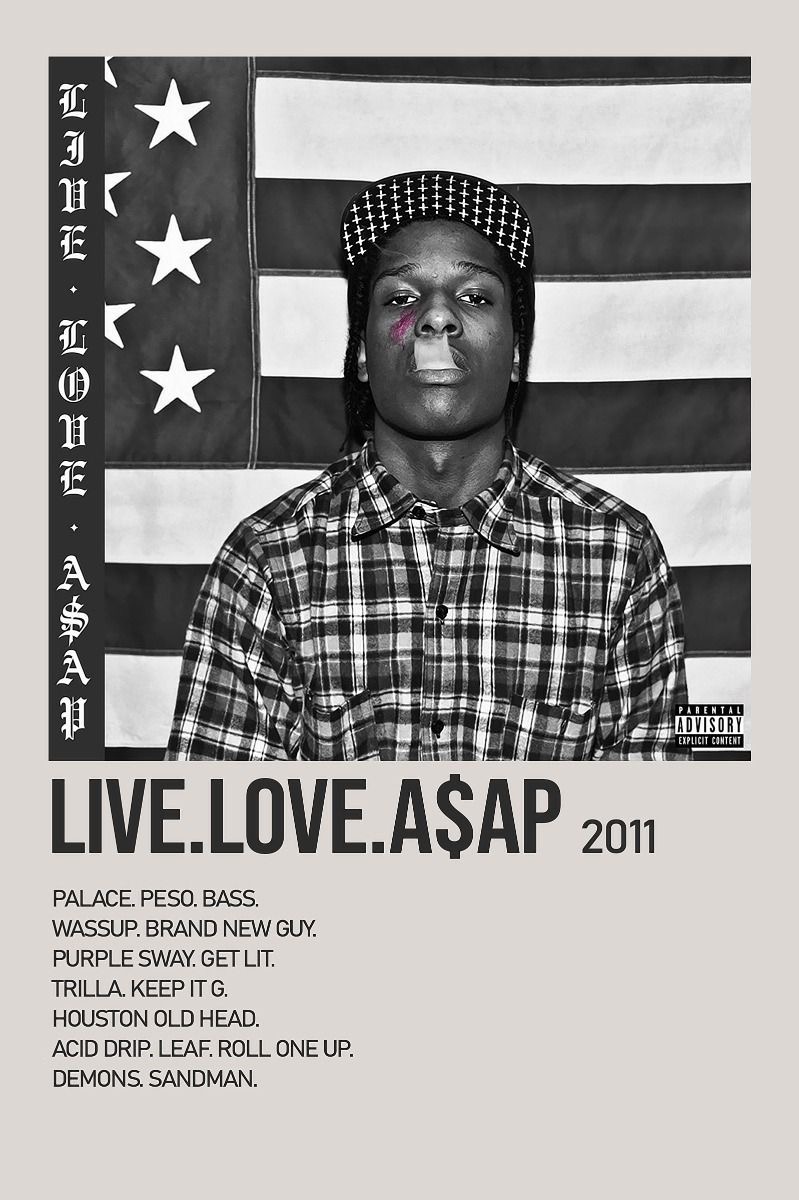 LIVE · LOVE · A$AP
PARENTAL
ADVISORY
EXPLICIT CONTENT
LIVE.LOVE.A$AP 2011
PALACE. PESO. BASS.
WASSUP. BRAND NEW GUY.
PURPLE SWAY. GET LIT.
TRILLA. KEEP IT G.
HOUSTON OLD HEAD.
ACID DRIP. LEAF. ROLL ONE UP.
DEMONS. SANDMAN.